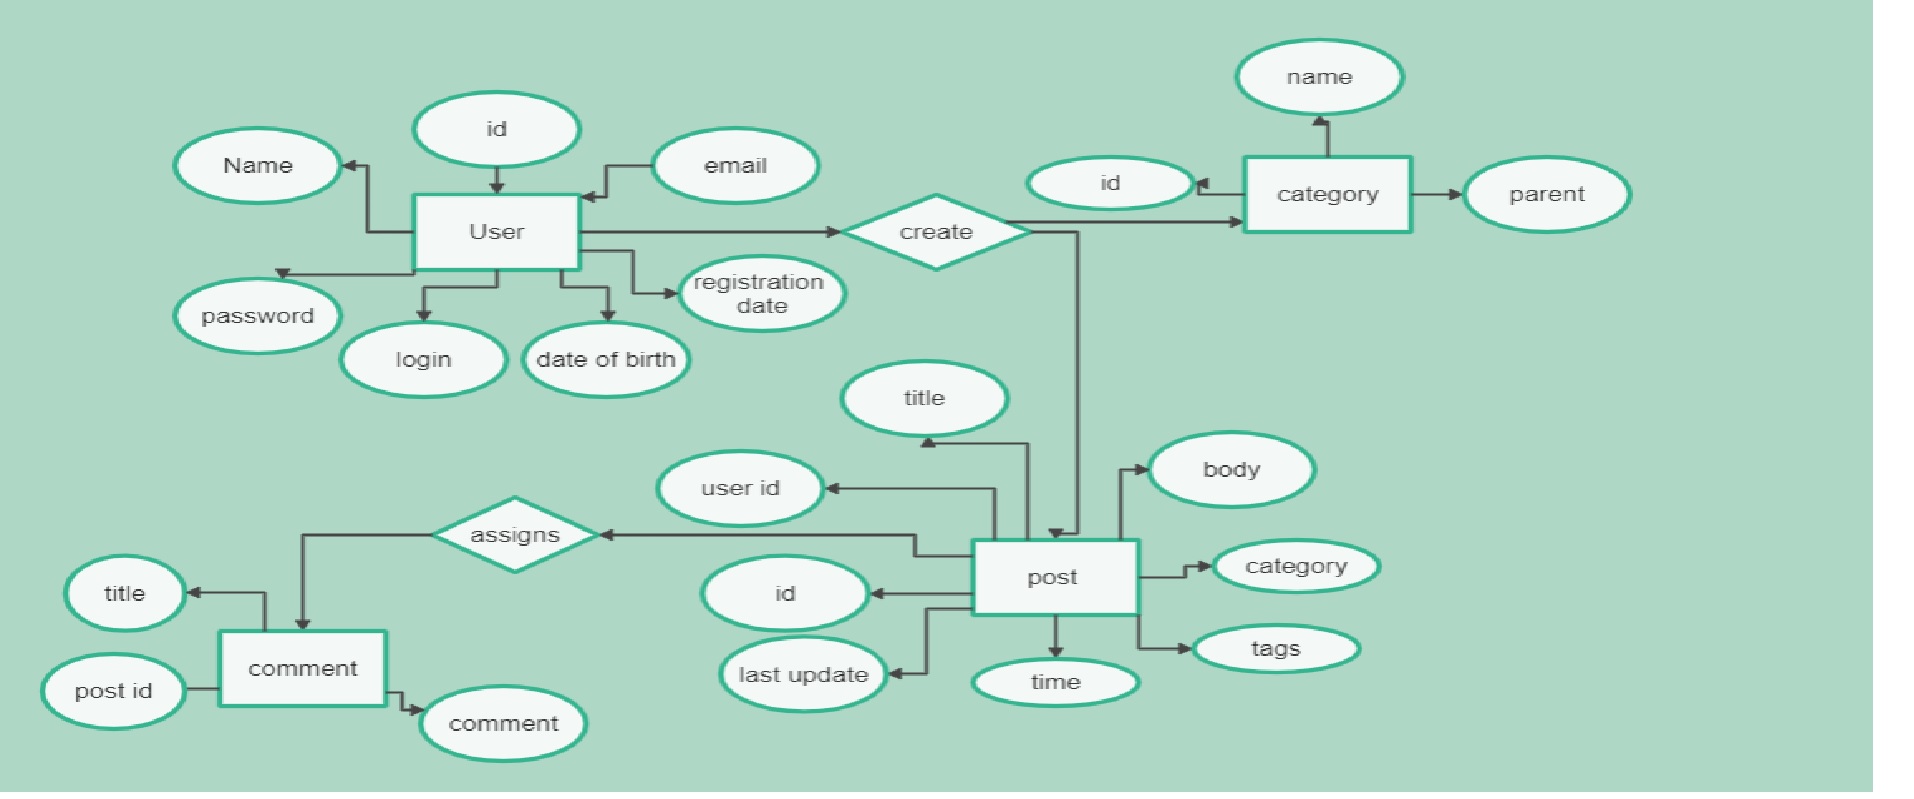 name
id
Name
email
id
category
parent
User
create
registration
date
password
login
date of birth
title
body
user id
assigns
category
post
title
id
tags
comment
last update
time
post id
comment